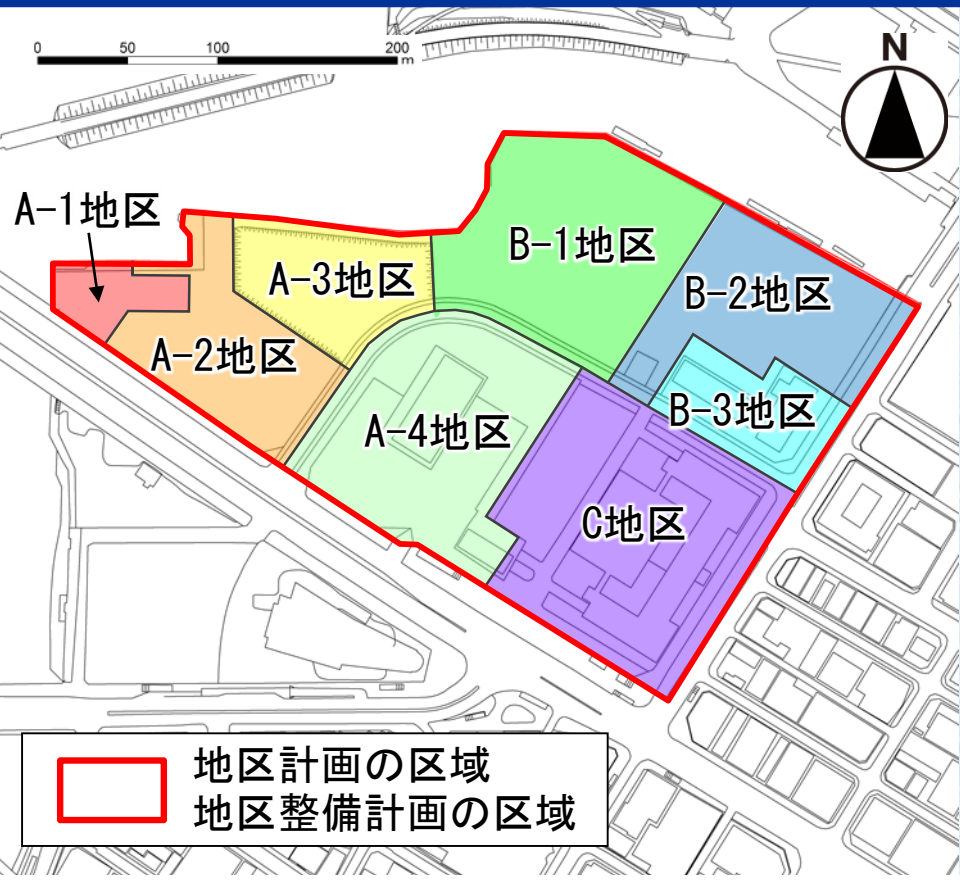 0 50 100 200
m
N
A-1地区
A-2地区
A-3地区
A-4地区
B-1地区
B-2地区
B-3地区
C地区
地区計画の区域
地区整備計画の区域